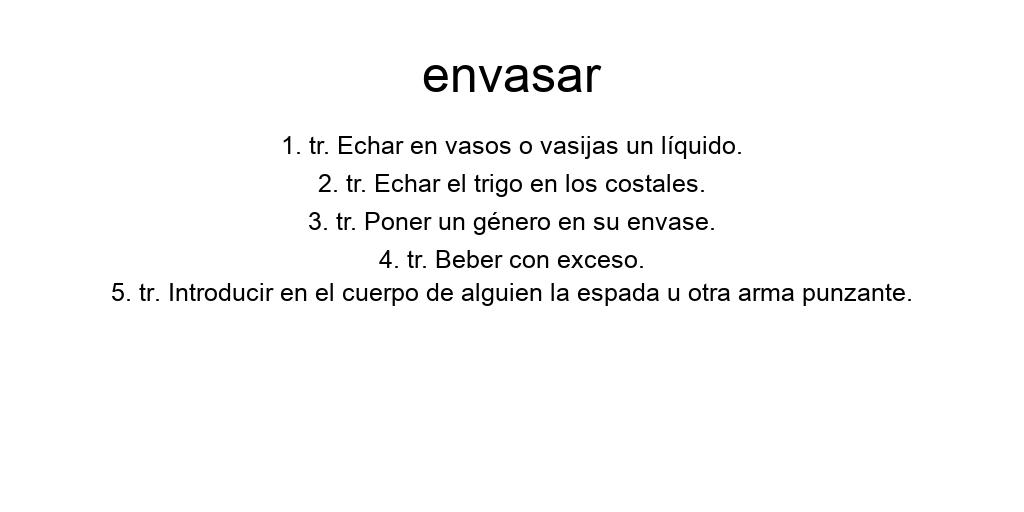 envasar
1. tr. Echar en vasos o vasijas un líquido.
2. tr. Echar el trigo en los costales.
3. tr. Poner un género en su envase.
4. tr. Beber con exceso.
5. tr. Introducir en el cuerpo de alguien la espada u otra arma punzante.